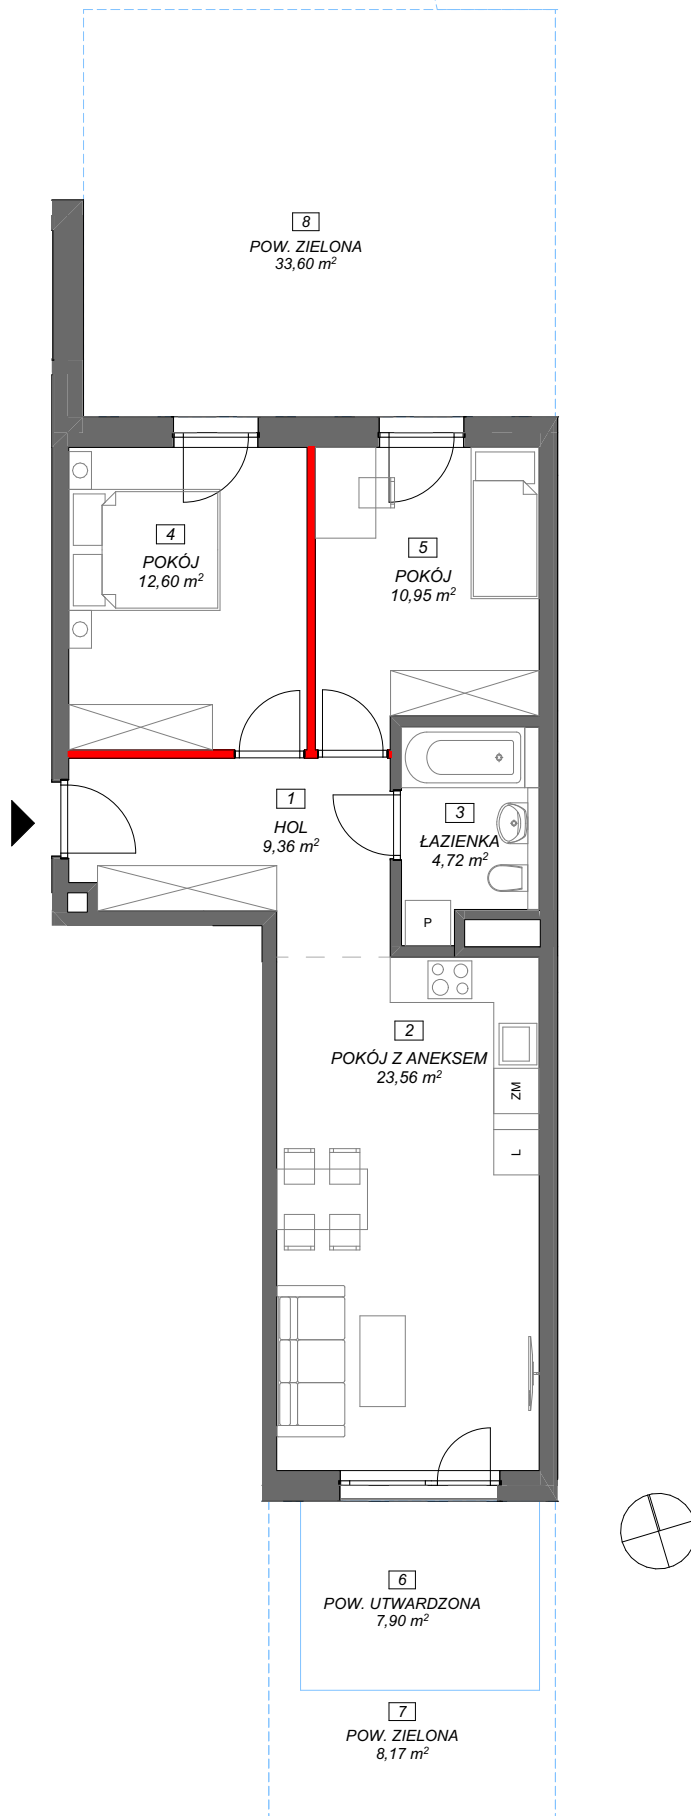 8
POW. ZIELONA
33,60 m²
4
POKÓJ
12,60 m²
5
POKÓJ
10,95 m²
1
HOL
9,36 m²
3
ŁAZIENKA
4,72 m²
P
2
POKÓJ Z ANEKSEM
23,56 m²
ZM
L
6
POW. UTWARDZONA
7,90 m²
7
POW. ZIELONA
8,17 m²